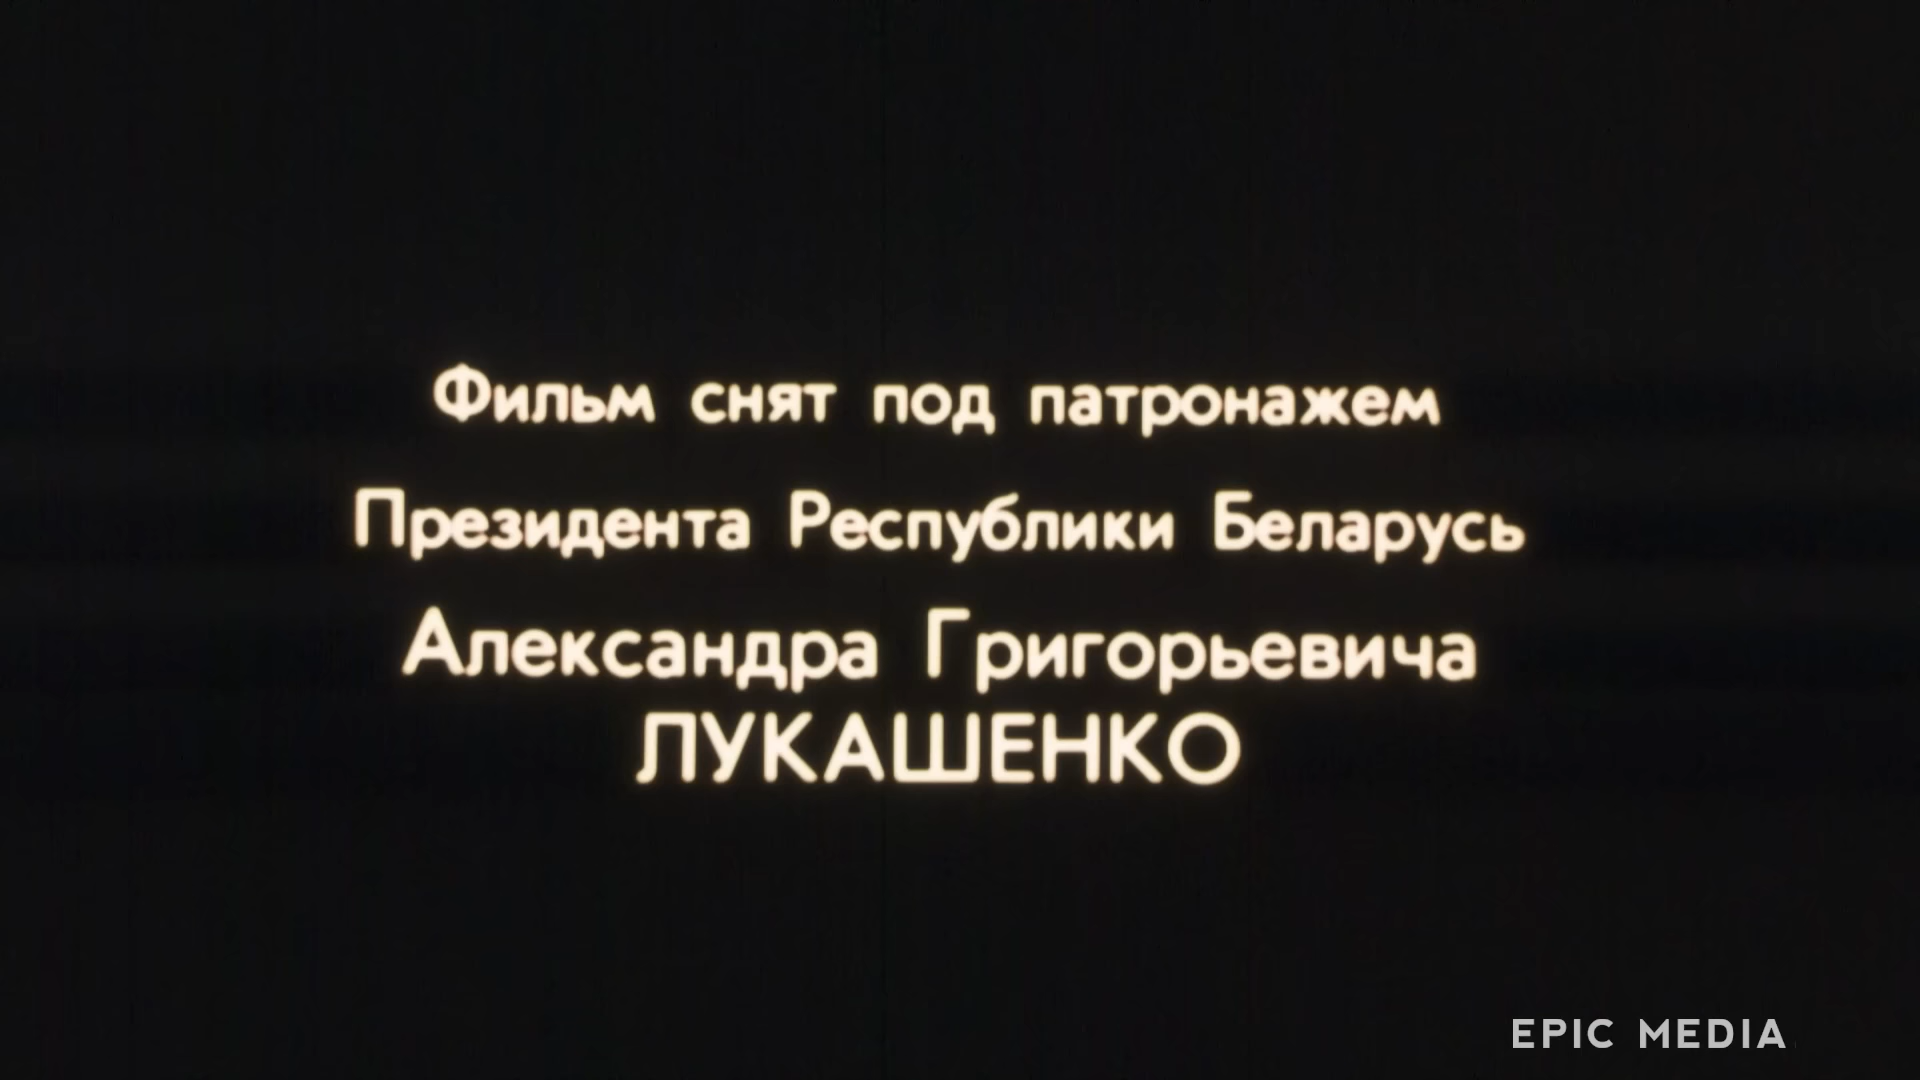 Фильм снят под патронажем
Президента Республики Беларусь
Александра Григорьевича
ЛУКАШЕНКО
EPIC MEDIA